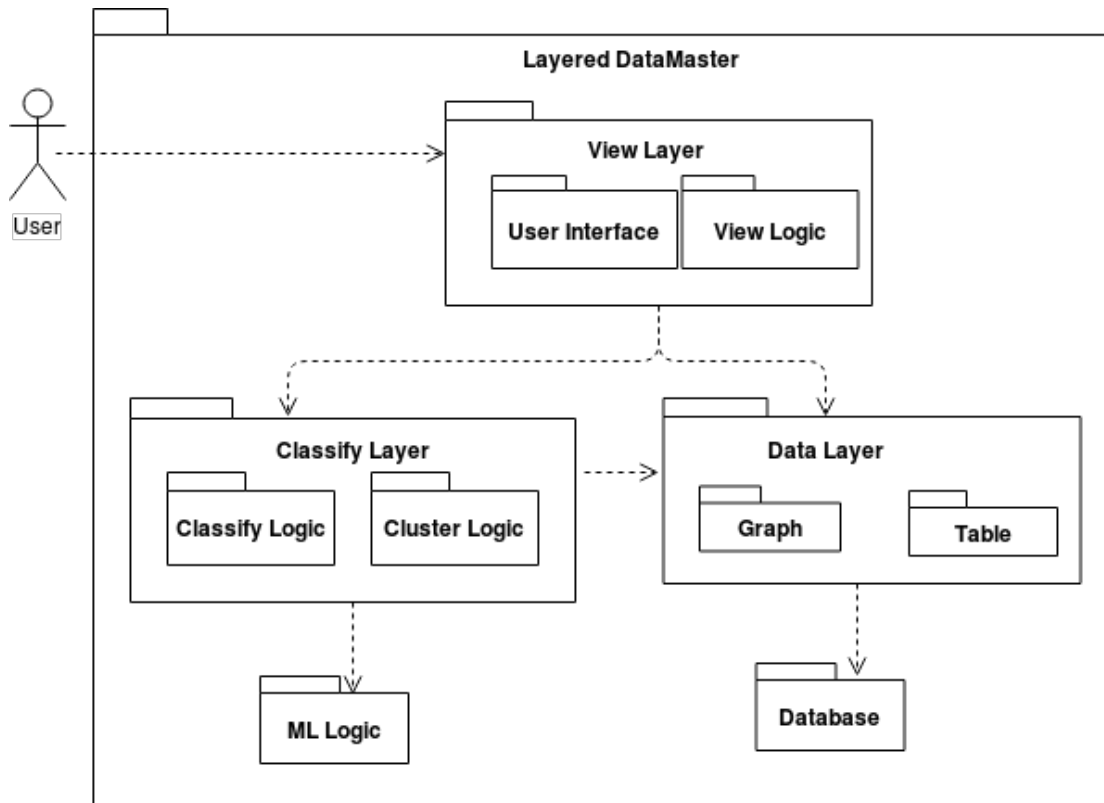 Layered DataMaster
User
View Layer
User Interface
View Logic
Classify Layer
Classify Logic
Cluster Logic
Data Layer
Graph
Table
ML Logic
Database